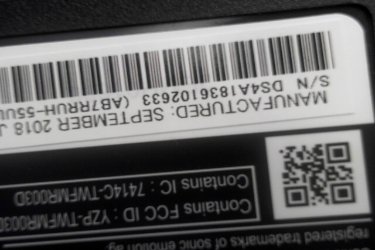 registered trademarks of sonic emotion ag.
Contains FCC ID : YZP-TWFMR003D
Contains IC : 7414C-TWFMR003D
MANUFACTURED: SEPTEMBER 2018 J
S/N DS4A1836102633 (AB7RRUH-55U